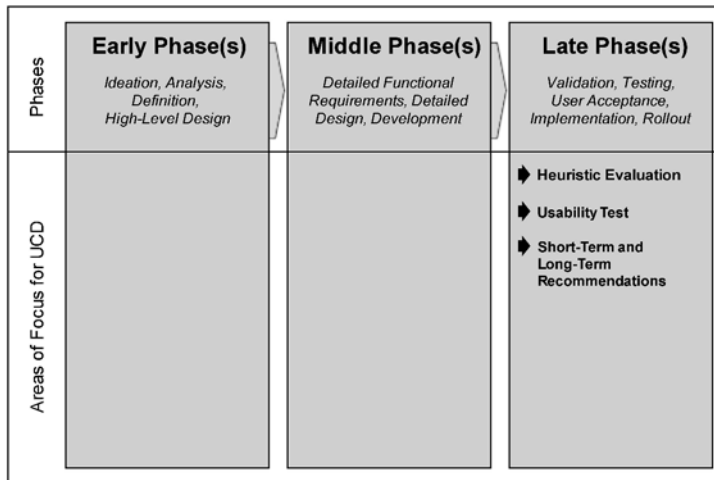 Phases
Early Phase(s)
Ideation, Analysis,
Definition,
High-Level Design
Middle Phase(s)
Detailed Functional
Requirements, Detailed
Design, Development
Late Phase(s)
Validation, Testing,
User Acceptance,
Implementation, Rollout
Areas of Focus for UCD
Heuristic Evaluation
Usability Test
Short-Term and
Long-Term
Recommendations